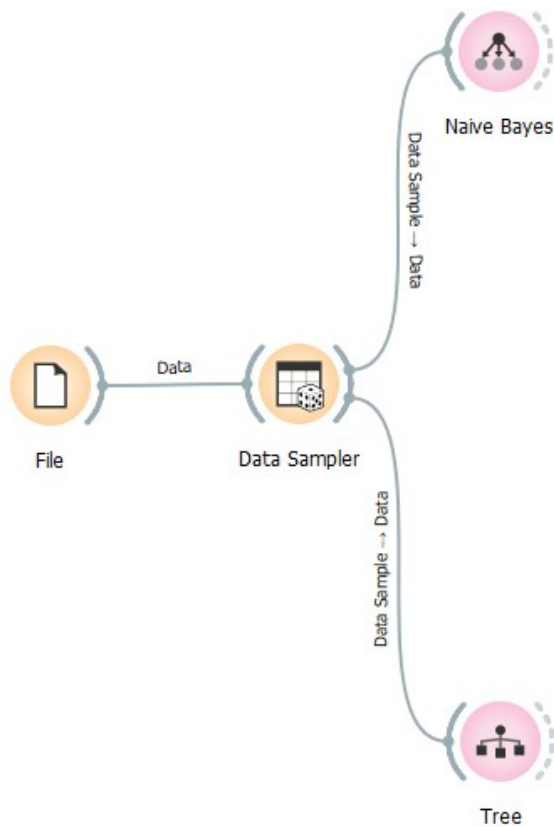 Naive Bayes
Data Sample → Data
Data
File
Data Sampler
Data Sample → Data
Tree